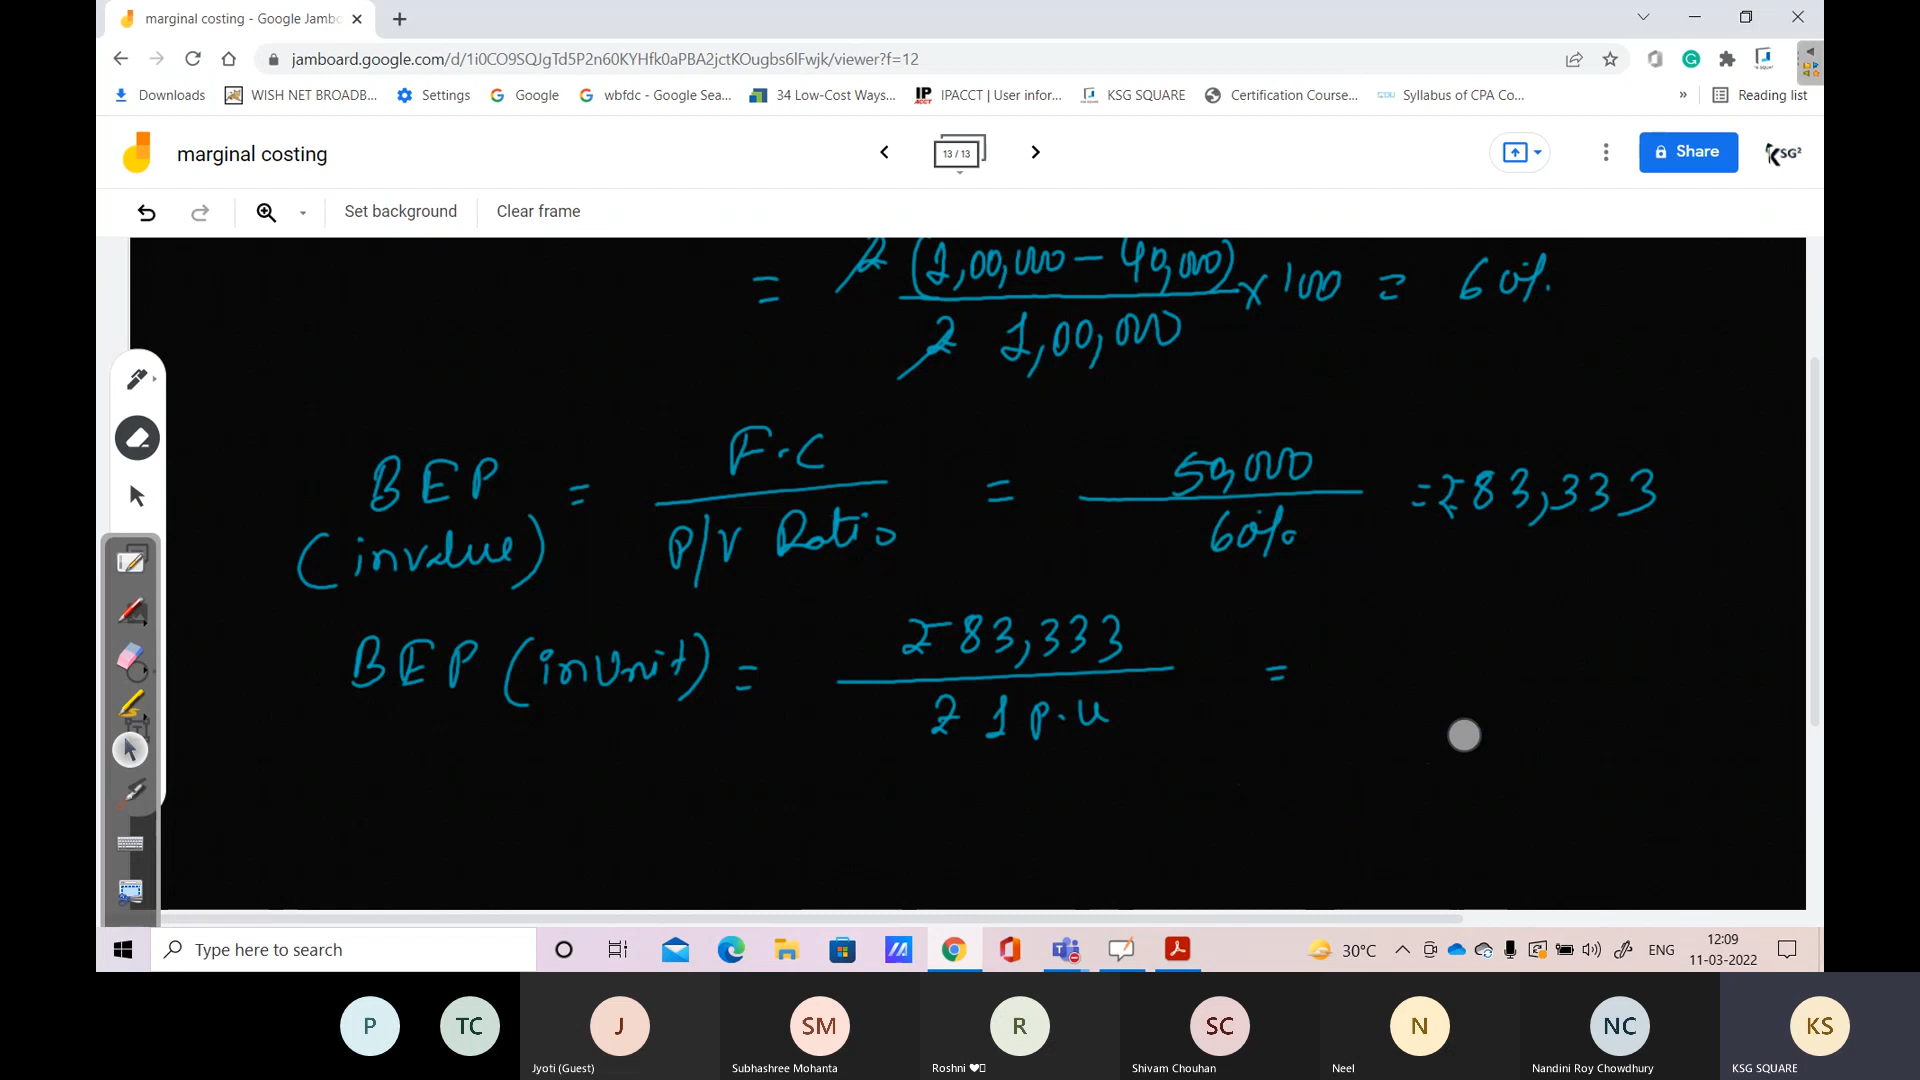 marginal costing - Google Jambo
jamboard.google.com/d/1i0CO9SQJgTd5P2n60KYHfk0aPBA2jctKOugbs6lFwjk/viewer?f=12
Downloads WISH NET BROADB... Settings Google wbfdc - Google Sea... 34 Low-Cost Ways... IP ACCT IPACCT | User infor... KSG SQUARE Certification Course... Syllabus of CPA Co... » Reading list
marginal costing 13 / 13 Share KSG²
Set background Clear frame
= ₹ (1,00,000 - 40,000) / ₹ 1,00,000 × 100 = 60%
BEP (in value) = F.C / P/V Ratio = 50,000 / 60% = ₹83,333
BEP (in unit) = ₹83,333 / ₹ 1 p.u =
Type here to search 30°C ENG 12:09
11-03-2022
P TC J SM R SC N NC KS
Jyoti (Guest) Subhashree Mohanta Roshni ❤ Shivam Chouhan Neel Nandini Roy Chowdhury KSG SQUARE